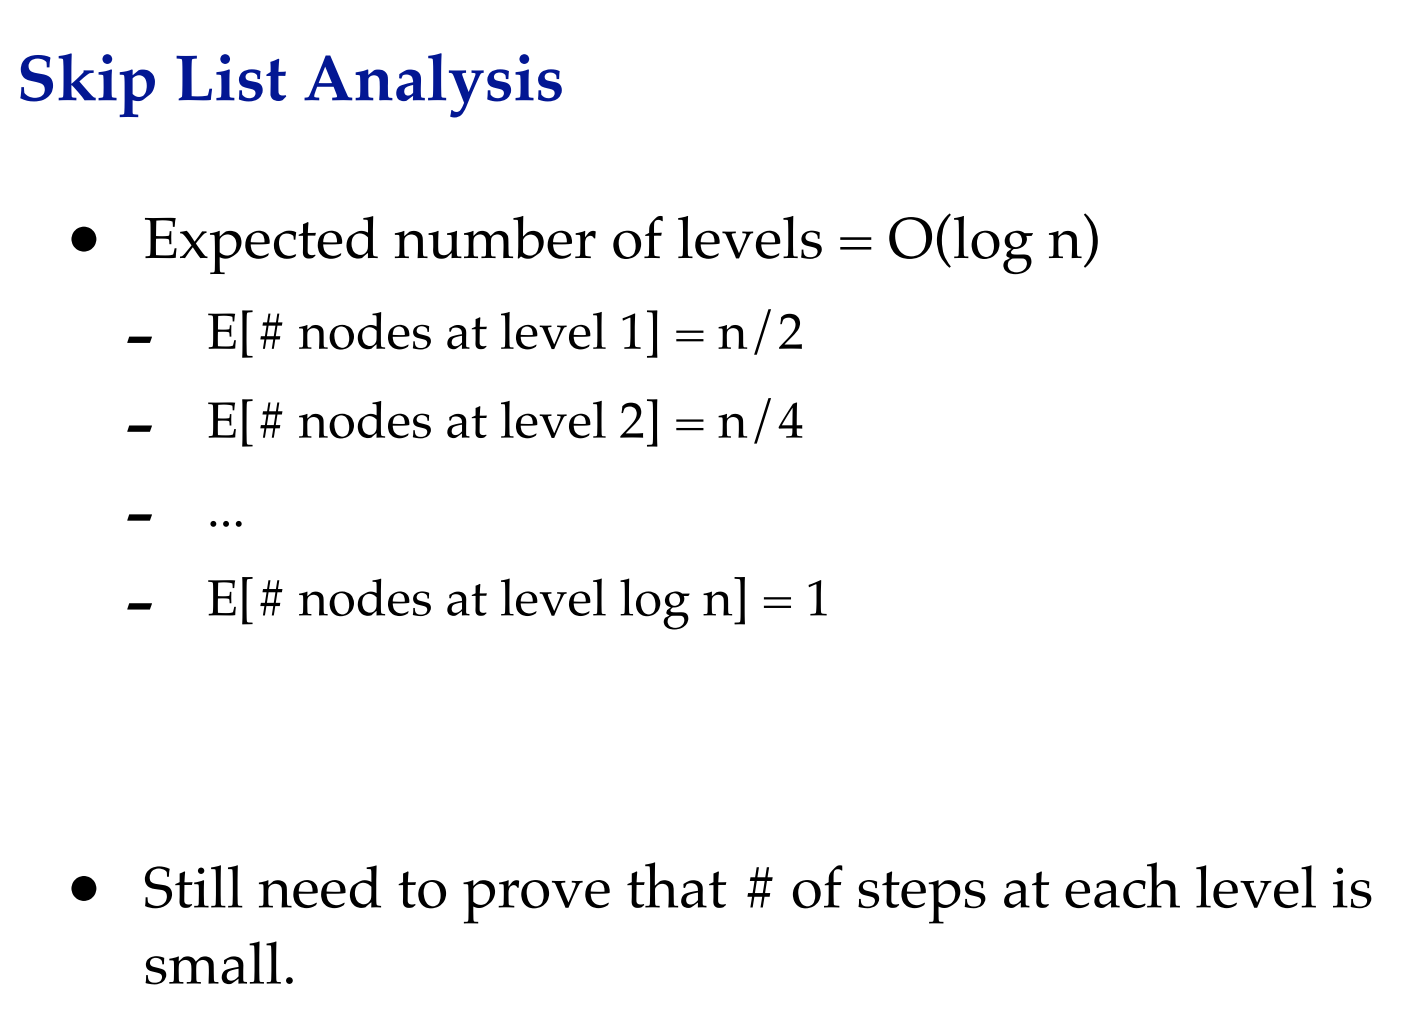 Skip List Analysis
• Expected number of levels = O(log n)
- E[# nodes at level 1] = n/2
- E[# nodes at level 2] = n/4
- ...
- E[# nodes at level log n] = 1
• Still need to prove that # of steps at each level is
small.